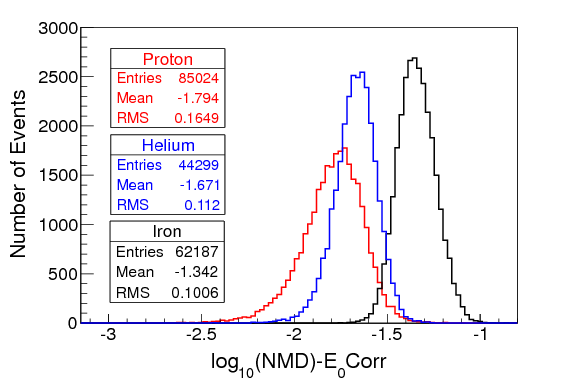 3000
2500
2000
1500
1000
500
0
Number of Events
Proton
Entries 85024
Mean -1.794
RMS 0.1649
Helium
Entries 44299
Mean -1.671
RMS 0.112
Iron
Entries 62187
Mean -1.342
RMS 0.1006
-3 -2.5 -2 -1.5 -1
log10(NMD)-E0Corr